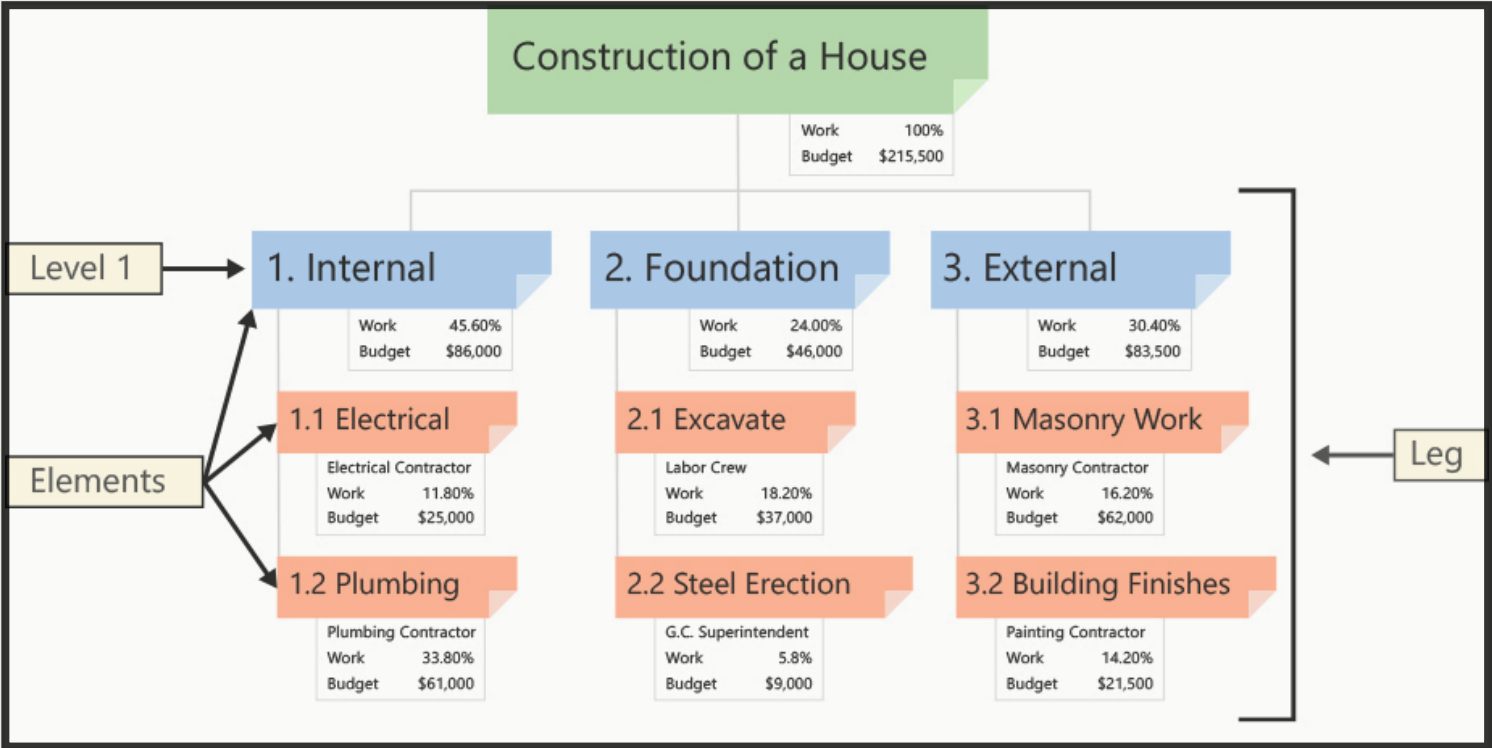 Construction of a House
Work 100%
Budget $215,500
Level 1
1. Internal
2. Foundation
3. External
Work 45.60%
Budget $86,000
Work 24.00%
Budget $46,000
Work 30.40%
Budget $83,500
1.1 Electrical
2.1 Excavate
3.1 Masonry Work
Leg
Elements
Electrical Contractor
Work 11.80%
Budget $25,000
Labor Crew
Work 18.20%
Budget $37,000
Masonry Contractor
Work 16.20%
Budget $62,000
1.2 Plumbing
2.2 Steel Erection
3.2 Building Finishes
Plumbing Contractor
Work 33.80%
Budget $61,000
G.C. Superintendent
Work 5.8%
Budget $9,000
Painting Contractor
Work 14.20%
Budget $21,500